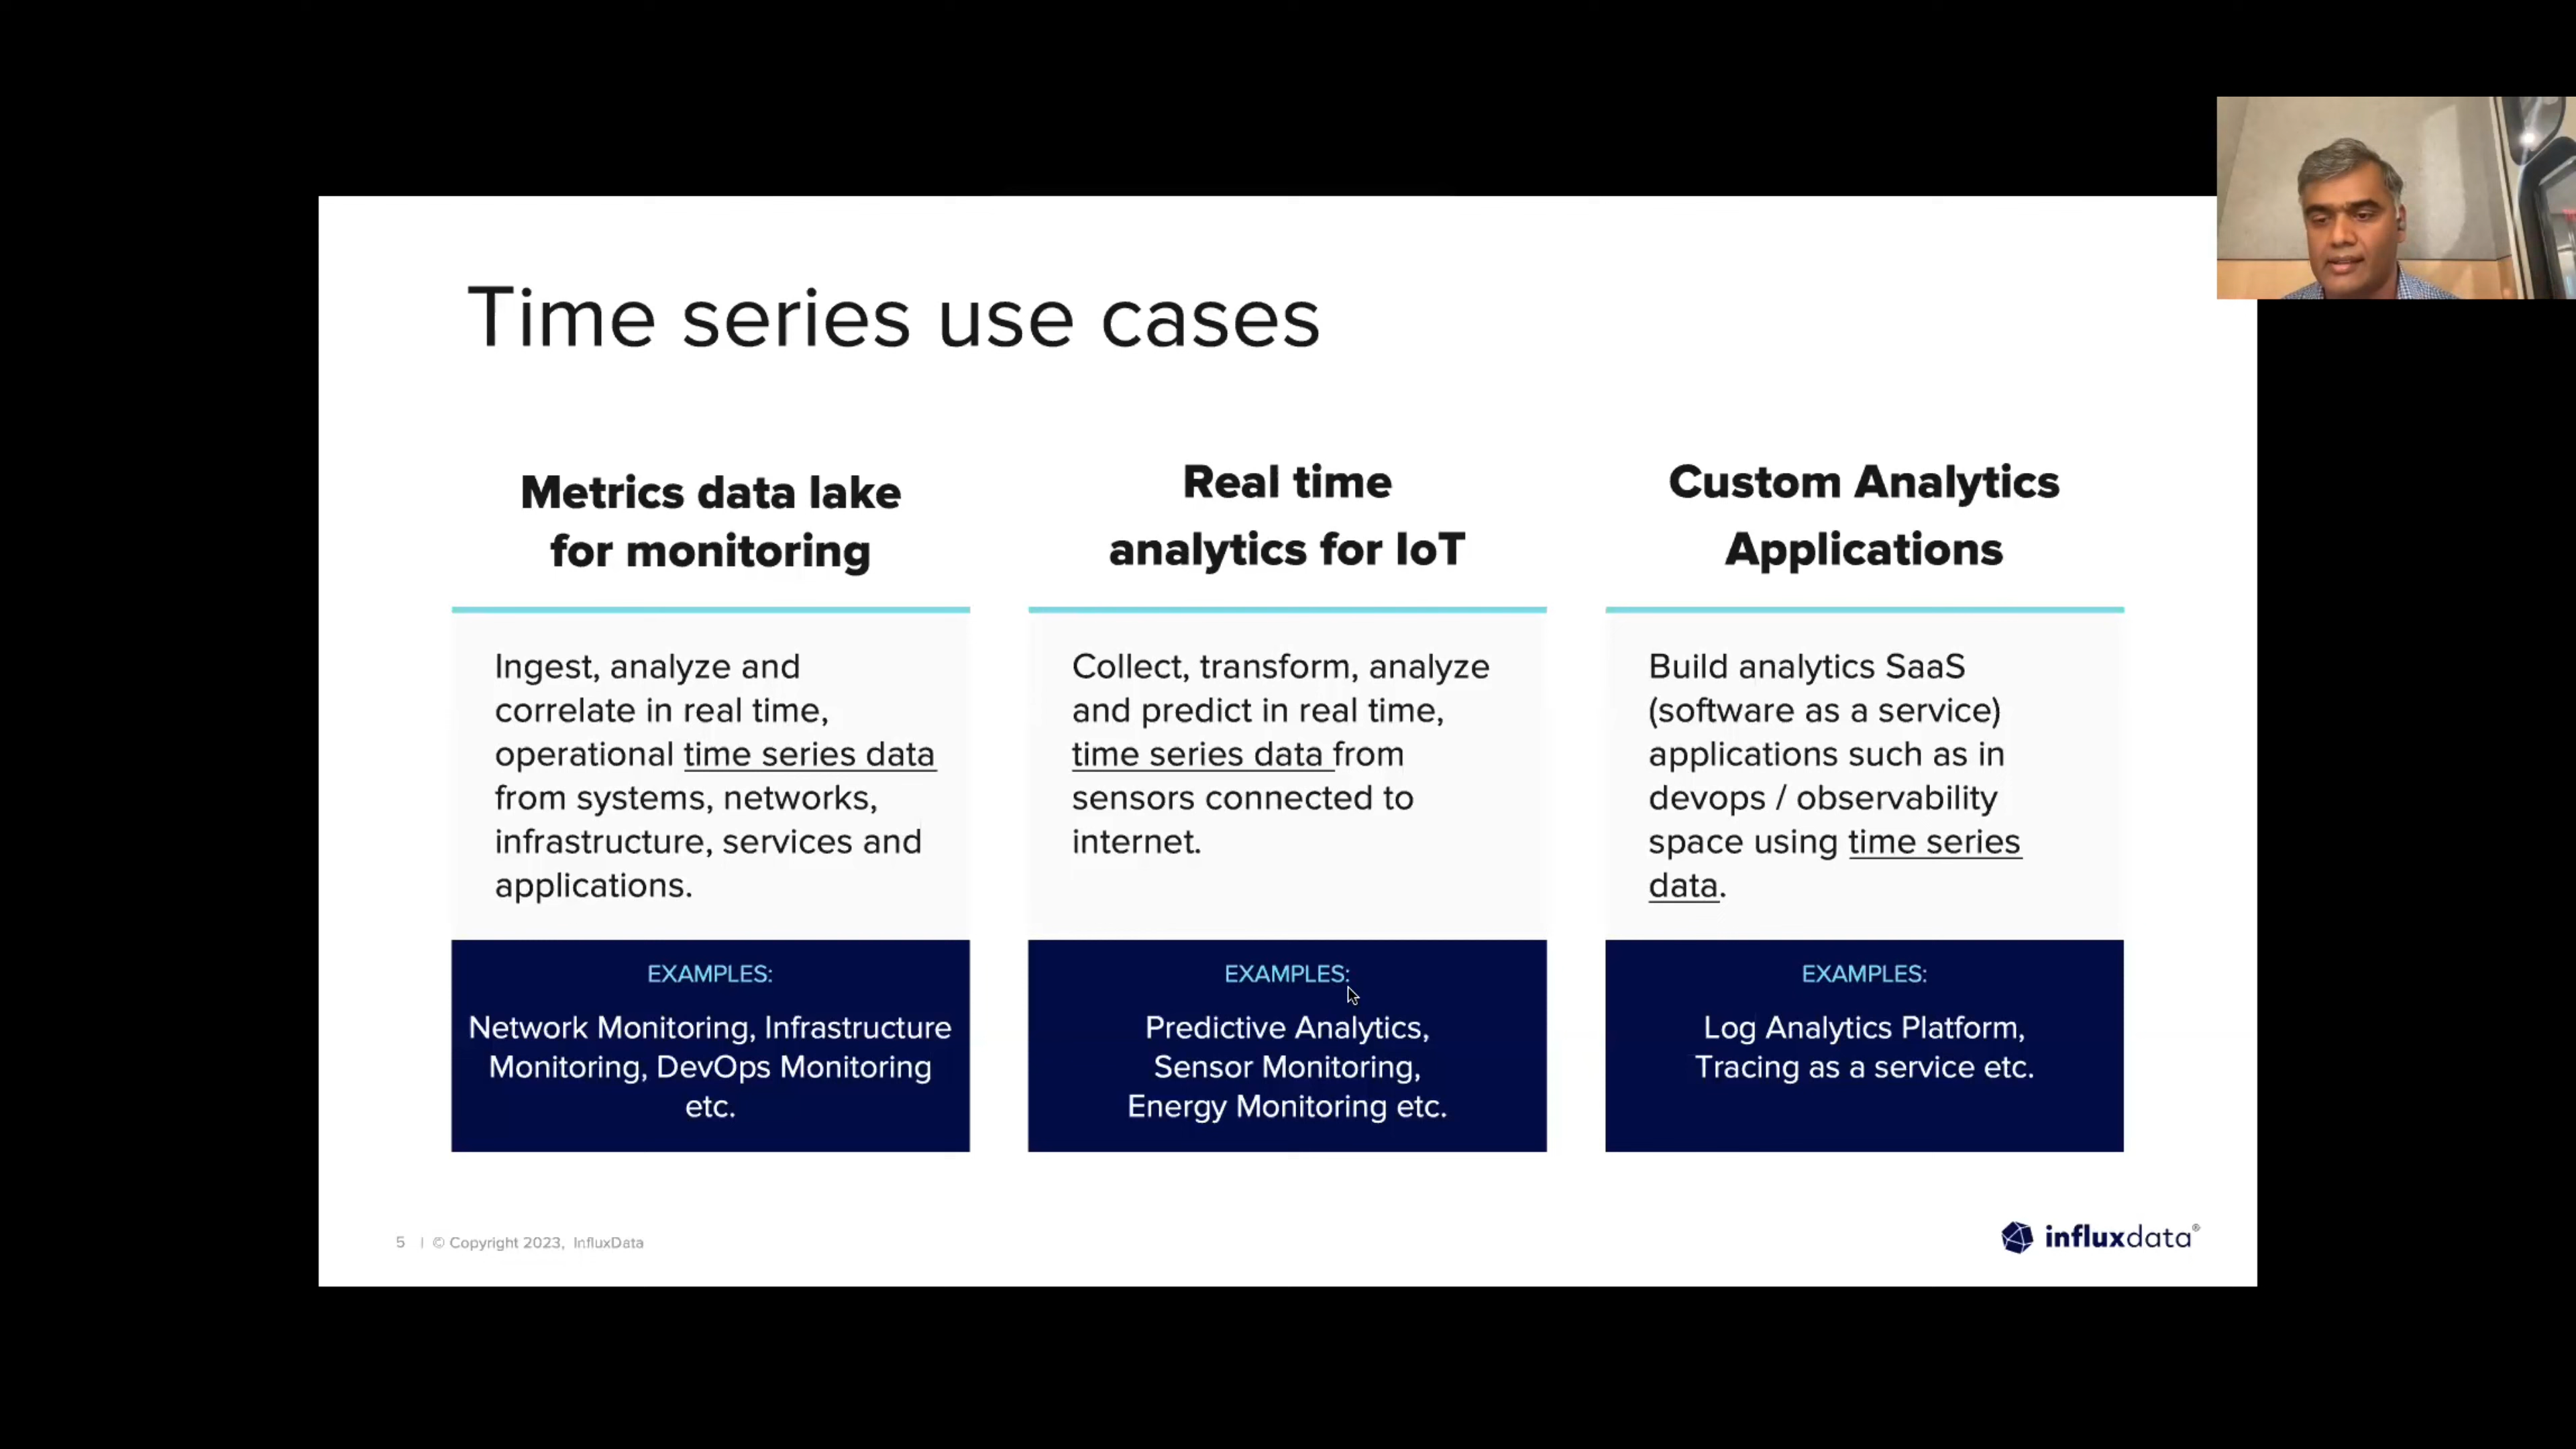 Time series use cases
Metrics data lake
for monitoring
Ingest, analyze and
correlate in real time,
operational time series data
from systems, networks,
infrastructure, services and
applications.
EXAMPLES:
Network Monitoring, Infrastructure
Monitoring, DevOps Monitoring
etc.
Real time
analytics for IoT
Collect, transform, analyze
and predict in real time,
time series data from
sensors connected to
internet.
EXAMPLES:
Predictive Analytics,
Sensor Monitoring,
Energy Monitoring etc.
Custom Analytics
Applications
Build analytics SaaS
(software as a service)
applications such as in
devops / observability
space using time series
data.
EXAMPLES:
Log Analytics Platform,
Tracing as a service etc.
5 | © Copyright 2023, InfluxData
influxdata®